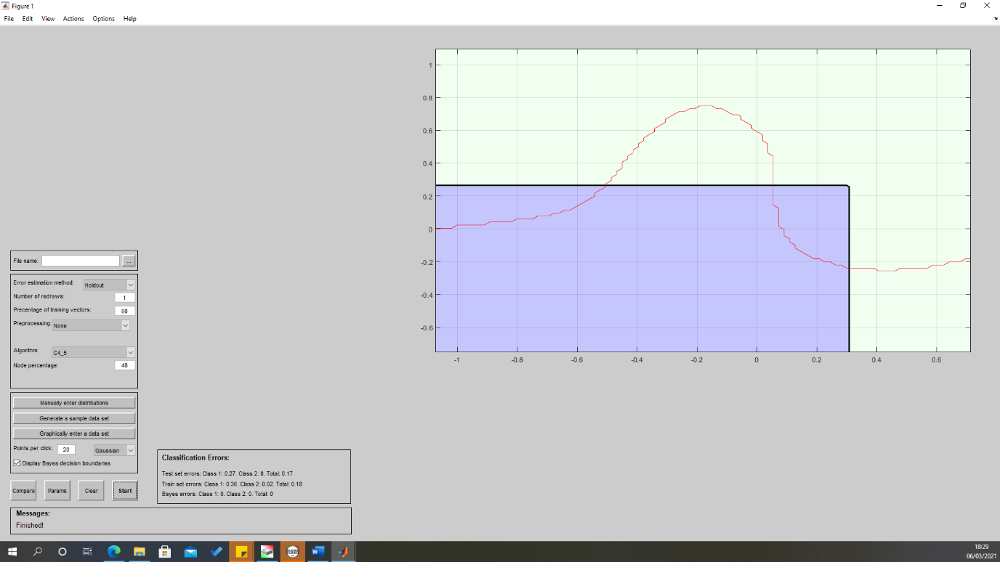 Figure 1
File Edit View Actions Options Help
1
0.8
0.6
0.4
0.2
0
-0.2
-0.4
-0.6
-1 -0.8 -0.6 -0.4 -0.2 0 0.2 0.4 0.6
File name: ...
Error estimation method: Holdout
Number of redraws: 1
Precentage of training vectors: 80
Preprocessing: None
Algorithm: C4_5
Node percentage: 48
Manually enter distributions
Generate a sample data set
Graphically enter a data set
Points per click: 20 Gaussian
Display Bayes decision boundaries
Compare Params Clear Start
Classification Errors:
Test set errors: Class 1: 0.27. Class 2: 0. Total: 0.17
Train set errors: Class 1: 0.36. Class 2: 0.02. Total: 0.18
Bayes errors: Class 1: 0. Class 2: 0. Total: 0
Messages:
Finished!
18:29
06/03/2021